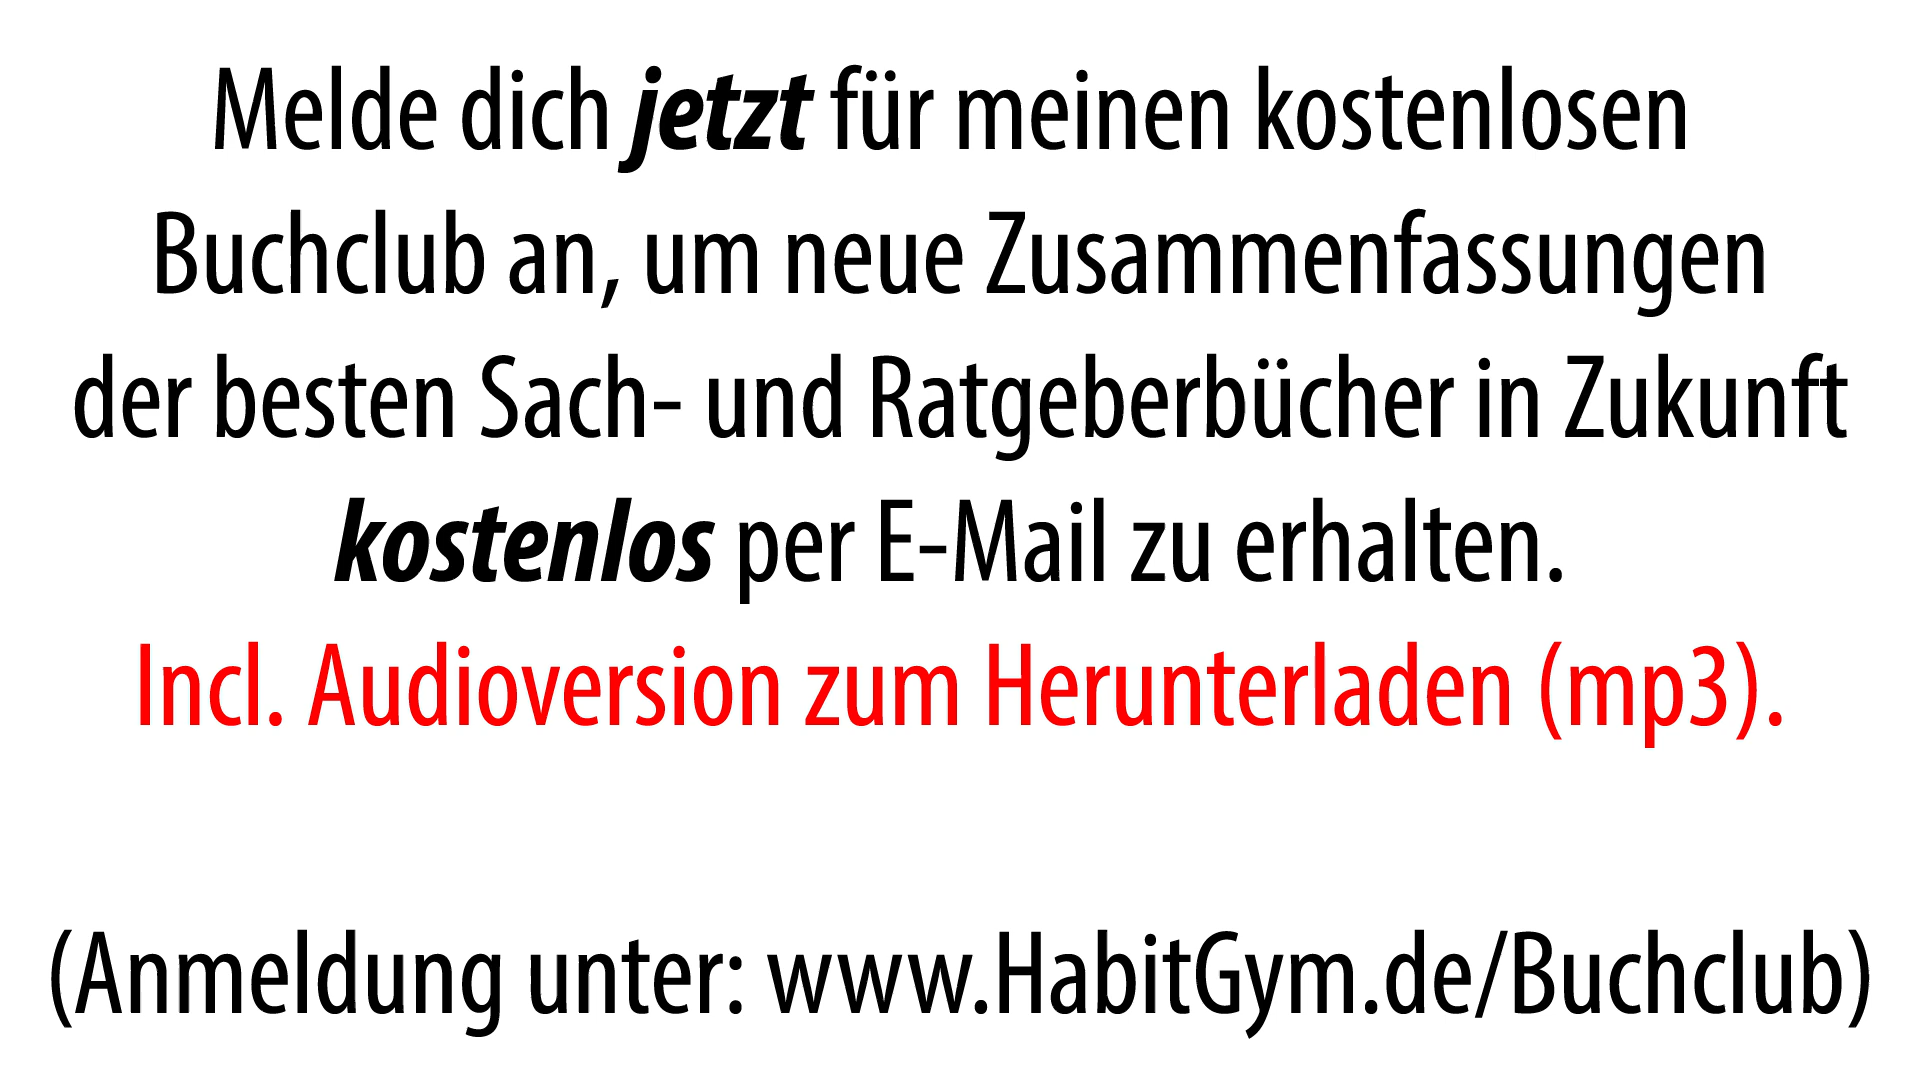 Melde dich jetzt für meinen kostenlosen
Buchclub an, um neue Zusammenfassungen
der besten Sach- und Ratgeberbücher in Zukunft
kostenlos per E-Mail zu erhalten.
Incl. Audioversion zum Herunterladen (mp3).
(Anmeldung unter: www.HabitGym.de/Buchclub)